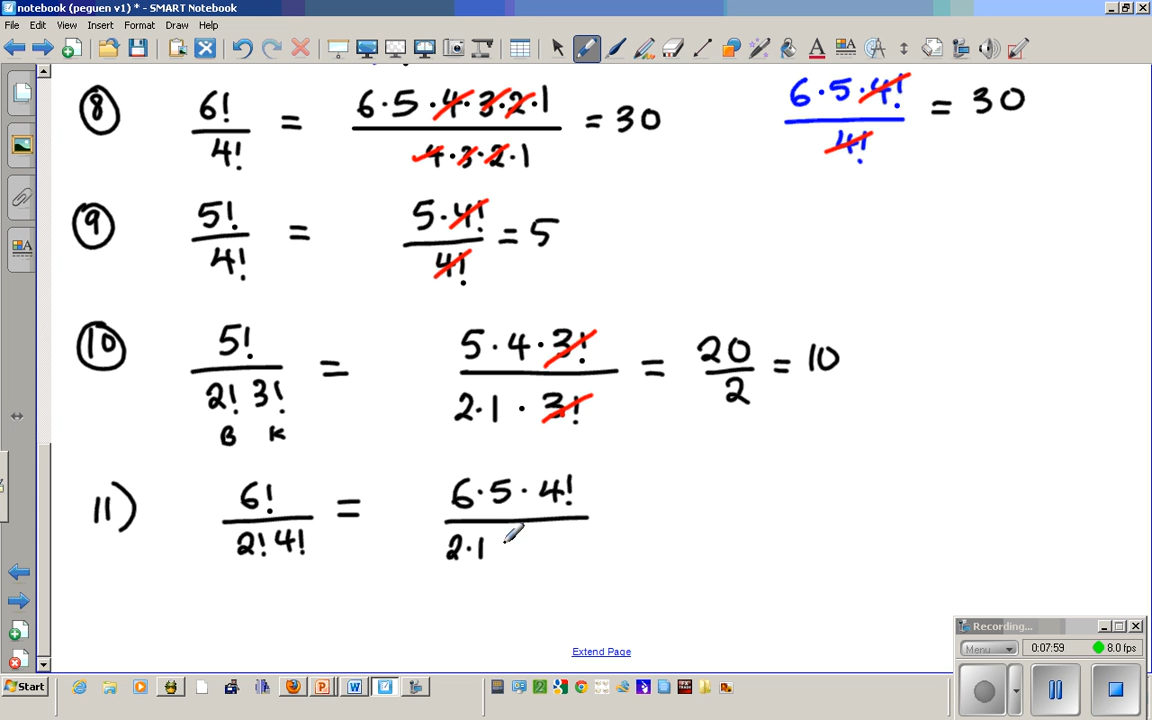 notebook (peguen v1) * - SMART Notebook
File Edit View Insert Format Draw Help
8 6!/4! = 6·5·4·3·2·1/4·3·2·1 = 30 6·5·4!/4! = 30
9 5!/4! = 5·4!/4! = 5
10 5!/2! 3! = 5·4·3!/2·1·3! = 20/2 = 10
B K
11) 6!/2! 4! = 6·5·4!/2·1
Extend Page
Recording...
Menu 0:07:59 8.0 fps
Start